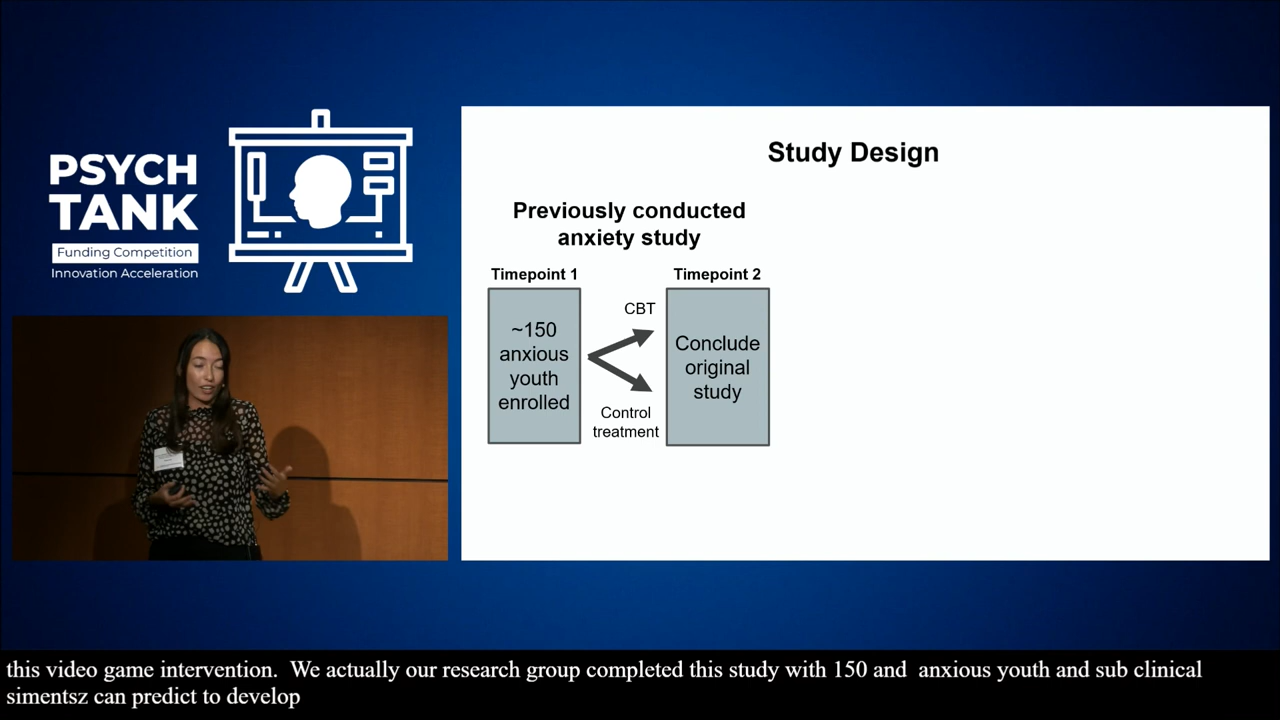 PSYCH
TANK
Funding Competition
Innovation Acceleration
Study Design
Previously conducted
anxiety study
Timepoint 1
Timepoint 2
~150
anxious
youth
enrolled
CBT
Control
treatment
Conclude
original
study
this video game intervention.  We actually our research group completed this study with 150 and  anxious youth and sub clinical
simentsz can predict to develop